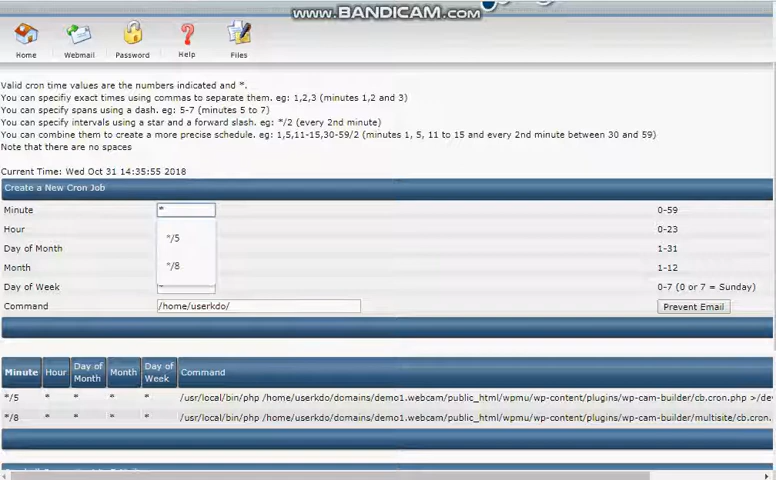 www.BANDICAM.com
Home Webmail Password Help Files
Valid cron time values are the numbers indicated and *.
You can specifiy exact times using commas to separate them. eg: 1,2,3 (minutes 1,2 and 3)
You can specify spans using a dash. eg: 5-7 (minutes 5 to 7)
You can specify intervals using a star and a forward slash. eg: */2 (every 2nd minute)
You can combine them to create a more precise schedule. eg: 1,5,11-15,30-59/2 (minutes 1, 5, 11 to 15 and every 2nd minute between 30 and 59)
Note that there are no spaces
Current Time: Wed Oct 31 14:35:55 2018
Create a New Cron Job
Minute * 0-59
Hour 0-23
*/5
Day of Month 1-31
*/8
Month 1-12
Day of Week 0-7 (0 or 7 = Sunday)
Command /home/userkdo/ Prevent Email
Minute Hour Day of Month Month Day of Week Command
*/5 * * * * /usr/local/bin/php /home/userkdo/domains/demo1.webcam/public_html/wpmu/wp-content/plugins/wp-cam-builder/cb.cron.php >/dev
*/8 * * * * /usr/local/bin/php /home/userkdo/domains/demo1.webcam/public_html/wpmu/wp-content/plugins/wp-cam-builder/multisite/cb.cron.